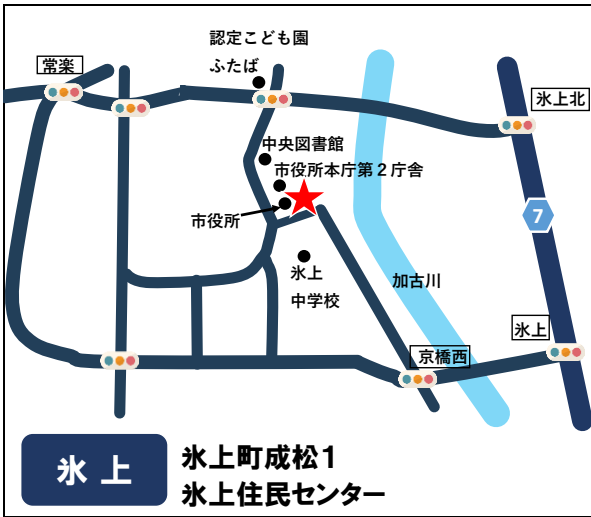 認定こども園
ふたば
常楽
氷上北
中央図書館
市役所本庁第２庁舎
市役所
7
氷上
中学校
加古川
氷上
京橋西
氷上
氷上町成松１
氷上住民センター